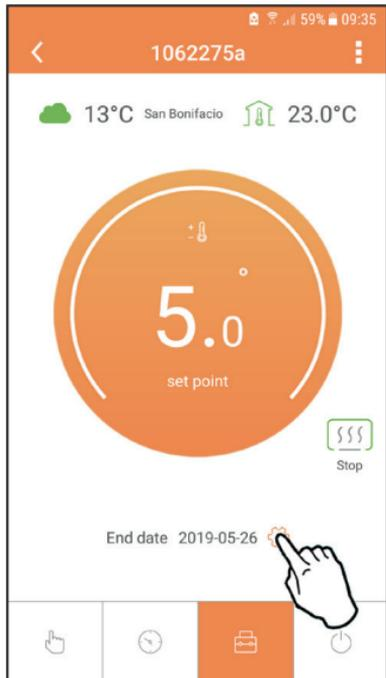 59% 09:35
1062275a
13°C San Bonifacio 23.0°C
5.0°
set point
Stop
End date 2019-05-26